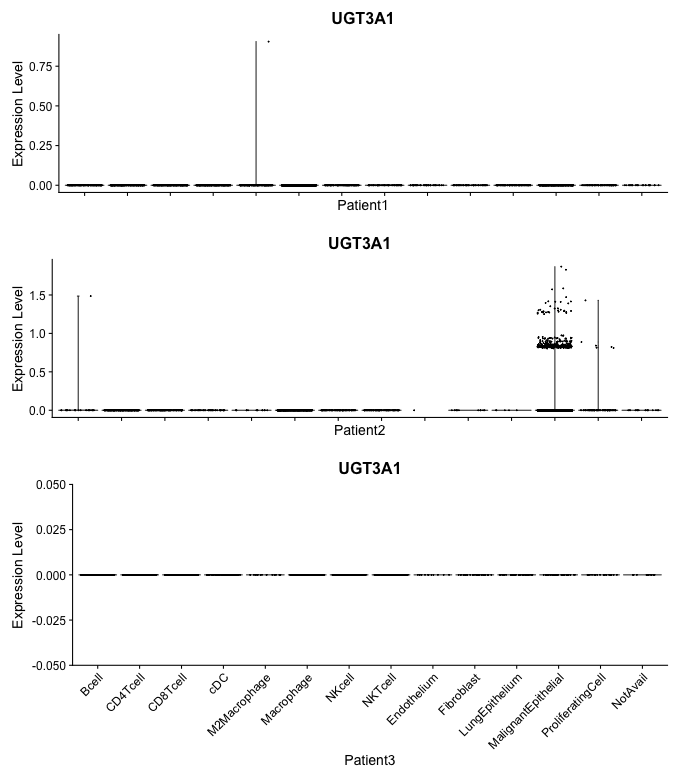 UGT3A1
Expression Level
0.75
0.50
0.25
0.00
Patient1
UGT3A1
Expression Level
1.5
1.0
0.5
0.0
Patient2
UGT3A1
Expression Level
0.050
0.025
0.000
-0.025
-0.050
Bcell
CD4Tcell
CD8Tcell
cDC
M2Macrophage
Macrophage
NKcell
NKTcell
Endothelium
Fibroblast
LungEpithelium
MalignantEpithelial
ProliferatingCell
NotAvail
Patient3